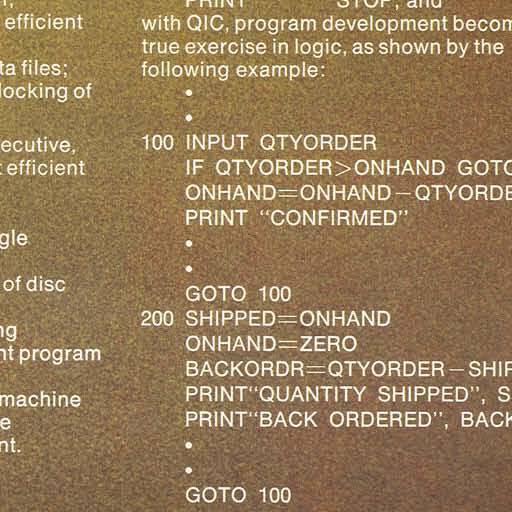 efficient
ta files;
locking of
ecutive,
efficient
gle
of disc
ng
nt program
machine
e
nt.
PRINT STOP, and
with QIC, program development becom
true exercise in logic, as shown by the
following example:
•
•
100 INPUT QTYORDER
IF QTYORDER>ONHAND GOTO
ONHAND=ONHAND−QTYORDE
PRINT "CONFIRMED"
•
•
GOTO 100
200 SHIPPED=ONHAND
ONHAND=ZERO
BACKORDR=QTYORDER−SHIP
PRINT"QUANTITY SHIPPED", S
PRINT"BACK ORDERED", BACK
•
•
GOTO 100